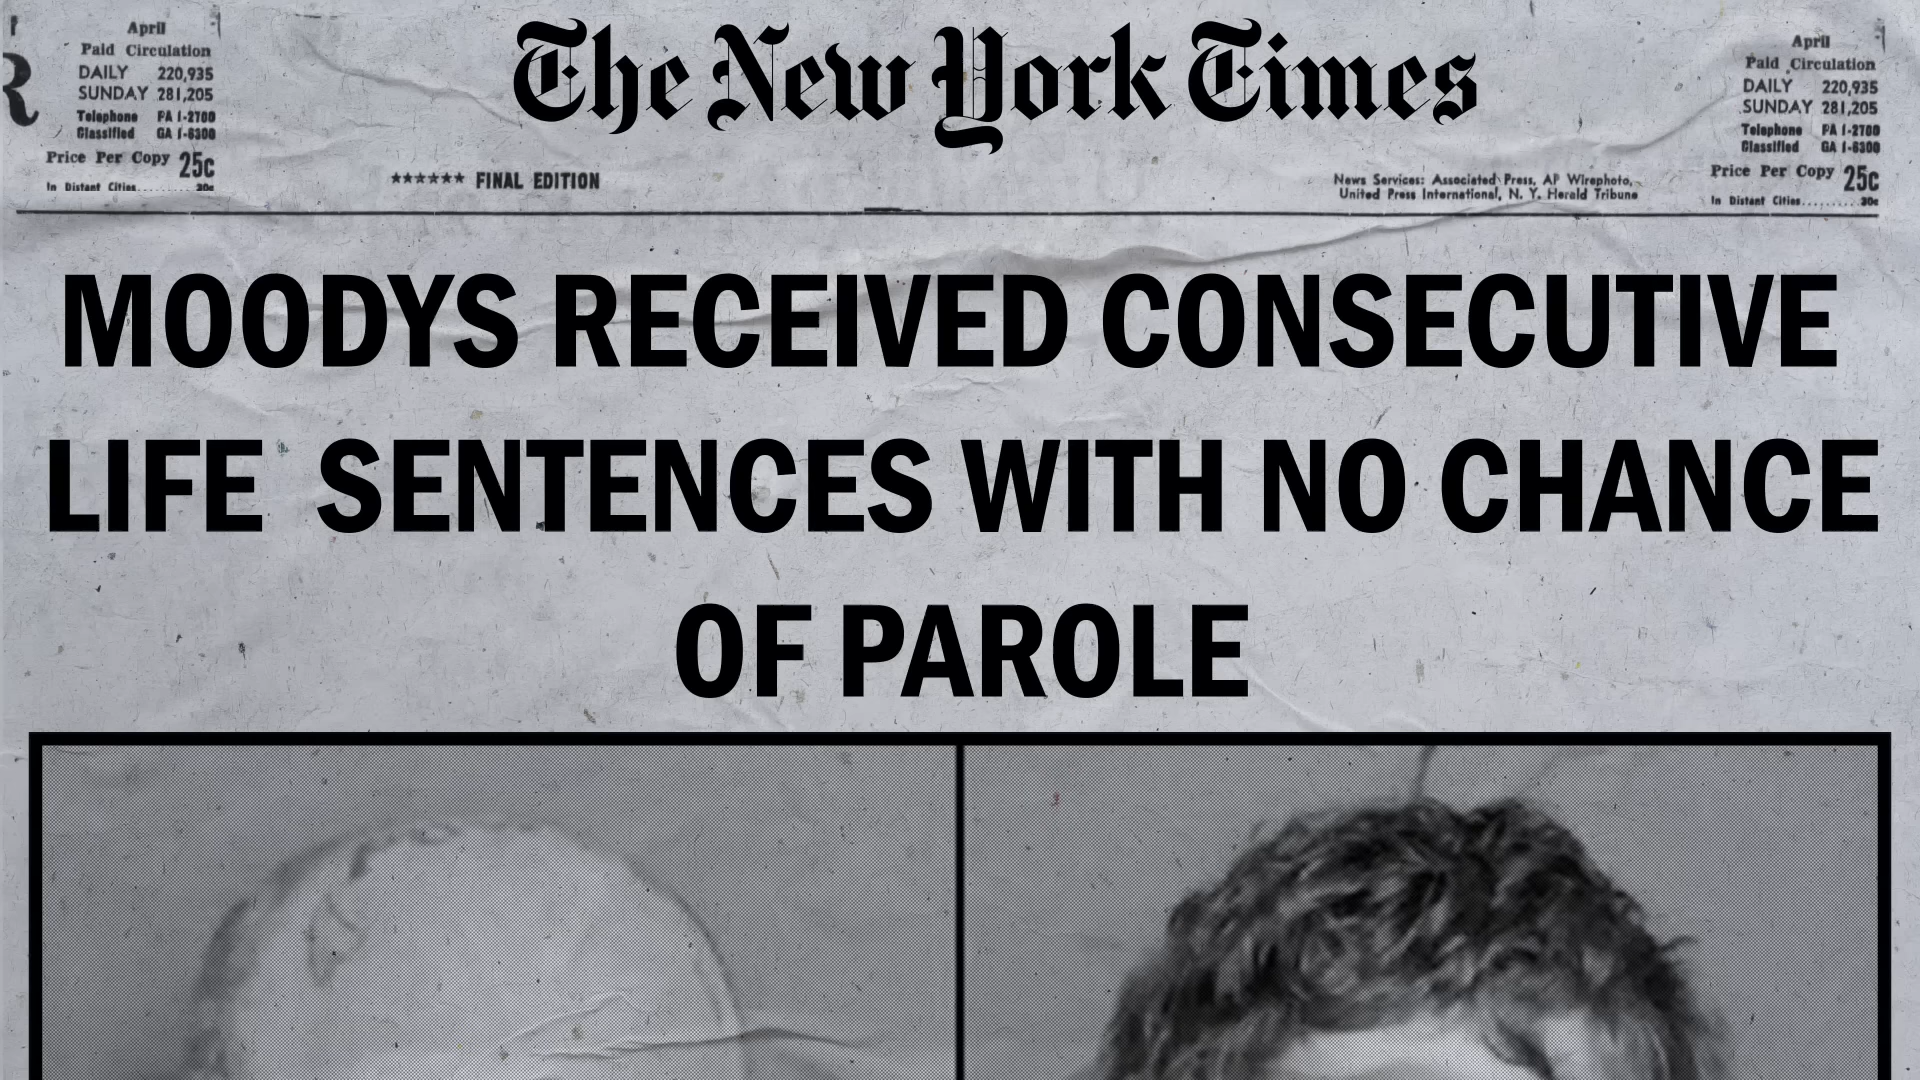 R
April
Paid Circulation
DAILY 220,935
SUNDAY 281,205
Telephone FA 1-2700
Classified GA 1-6300
Price Per Copy 25c
In Distant Cities......... 30c
The New York Times
****** FINAL EDITION
News Services: Associated Press, AP Wirephoto,
United Press International, N. Y. Herald Tribune
April
Paid Circulation
DAILY 220,935
SUNDAY 281,205
Telephone FA 1-2700
Classified GA 1-6300
Price Per Copy 25c
In Distant Cities......... 30c
MOODYS RECEIVED CONSECUTIVE
LIFE SENTENCES WITH NO CHANCE
OF PAROLE